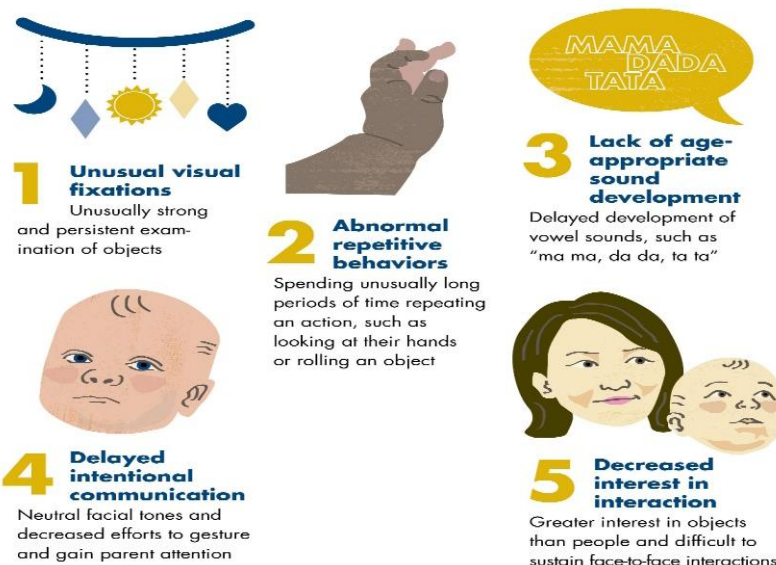 1 Unusual visual
fixations
Unusually strong
and persistent exam-
ination of objects
2 Abnormal
repetitive
behaviors
Spending unusually long
periods of time repeating
an action, such as
looking at their hands
or rolling an object
MAMA
DADA
TATA
3 Lack of age-
appropriate
sound
development
Delayed development of
vowel sounds, such as
“ma ma, da da, ta ta”
4 Delayed
intentional
communication
Neutral facial tones and
decreased efforts to gesture
and gain parent attention
5 Decreased
interest in
interaction
Greater interest in objects
than people and difficult to
sustain face-to-face interactions